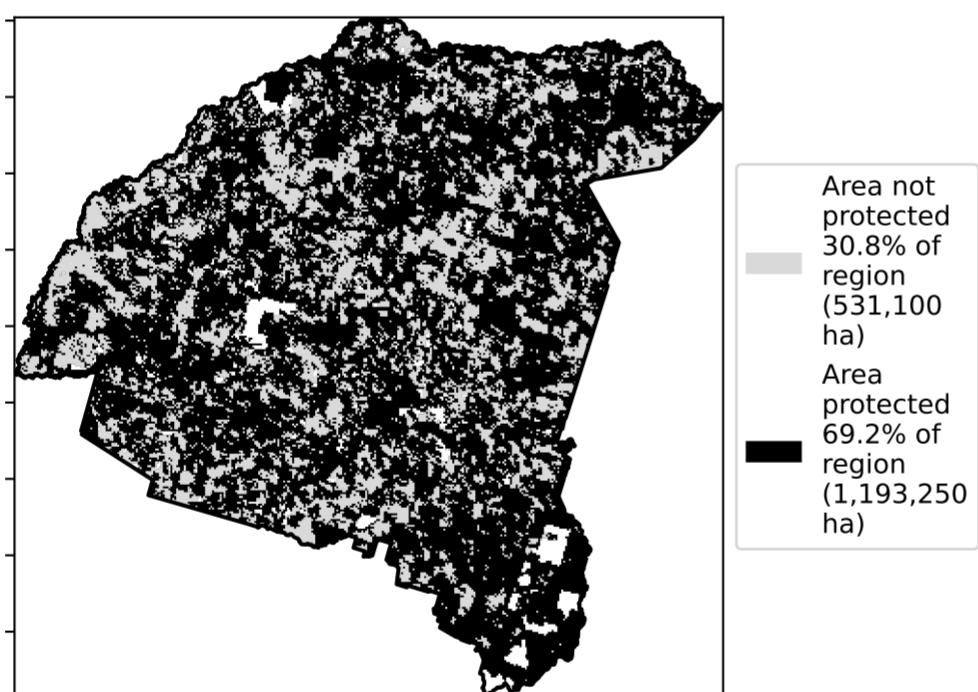 Area not
protected
30.8% of
region
(531,100
ha)
Area
protected
69.2% of
region
(1,193,250
ha)